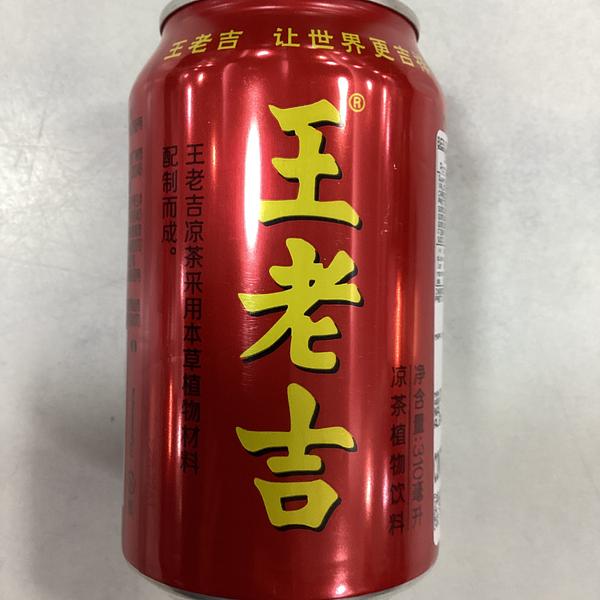 王老吉 让世界更吉祥
王老吉®
王老吉凉茶采用本草植物材料
配制而成。
净含量:310毫升
凉茶植物饮料